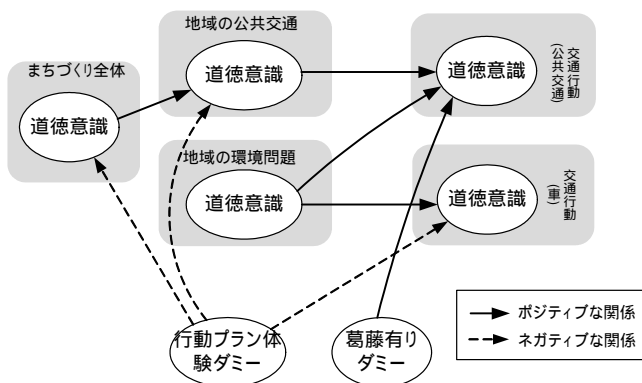 地域の公共交通
道徳意識
道徳意識
交通行動
(公共交通)
まちづくり全体
道徳意識
地域の環境問題
道徳意識
道徳意識
交通行動
(車)
行動プラン体
験ダミー
葛藤有り
ダミー
ポジティブな関係
ネガティブな関係